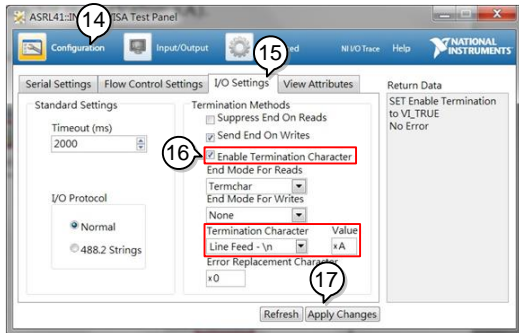 ASRL41::IN
VISA Test Panel
14
Configuration
Input/Output
ed
NI I/O Trace
Help
NATIONAL
INSTRUMENTS
15
Serial Settings
Flow Control Settings
I/O Settings
View Attributes
Return Data
SET Enable Termination
to VI_TRUE
No Error
Standard Settings
Timeout (ms)
2000
I/O Protocol
Normal
488.2 Strings
Termination Methods
Suppress End On Reads
Send End On Writes
16
Enable Termination Character
End Mode For Reads
Termchar
End Mode For Writes
None
Termination Character
Value
Line Feed - \n
xA
Error Replacement Character
x0
17
Refresh
Apply Changes